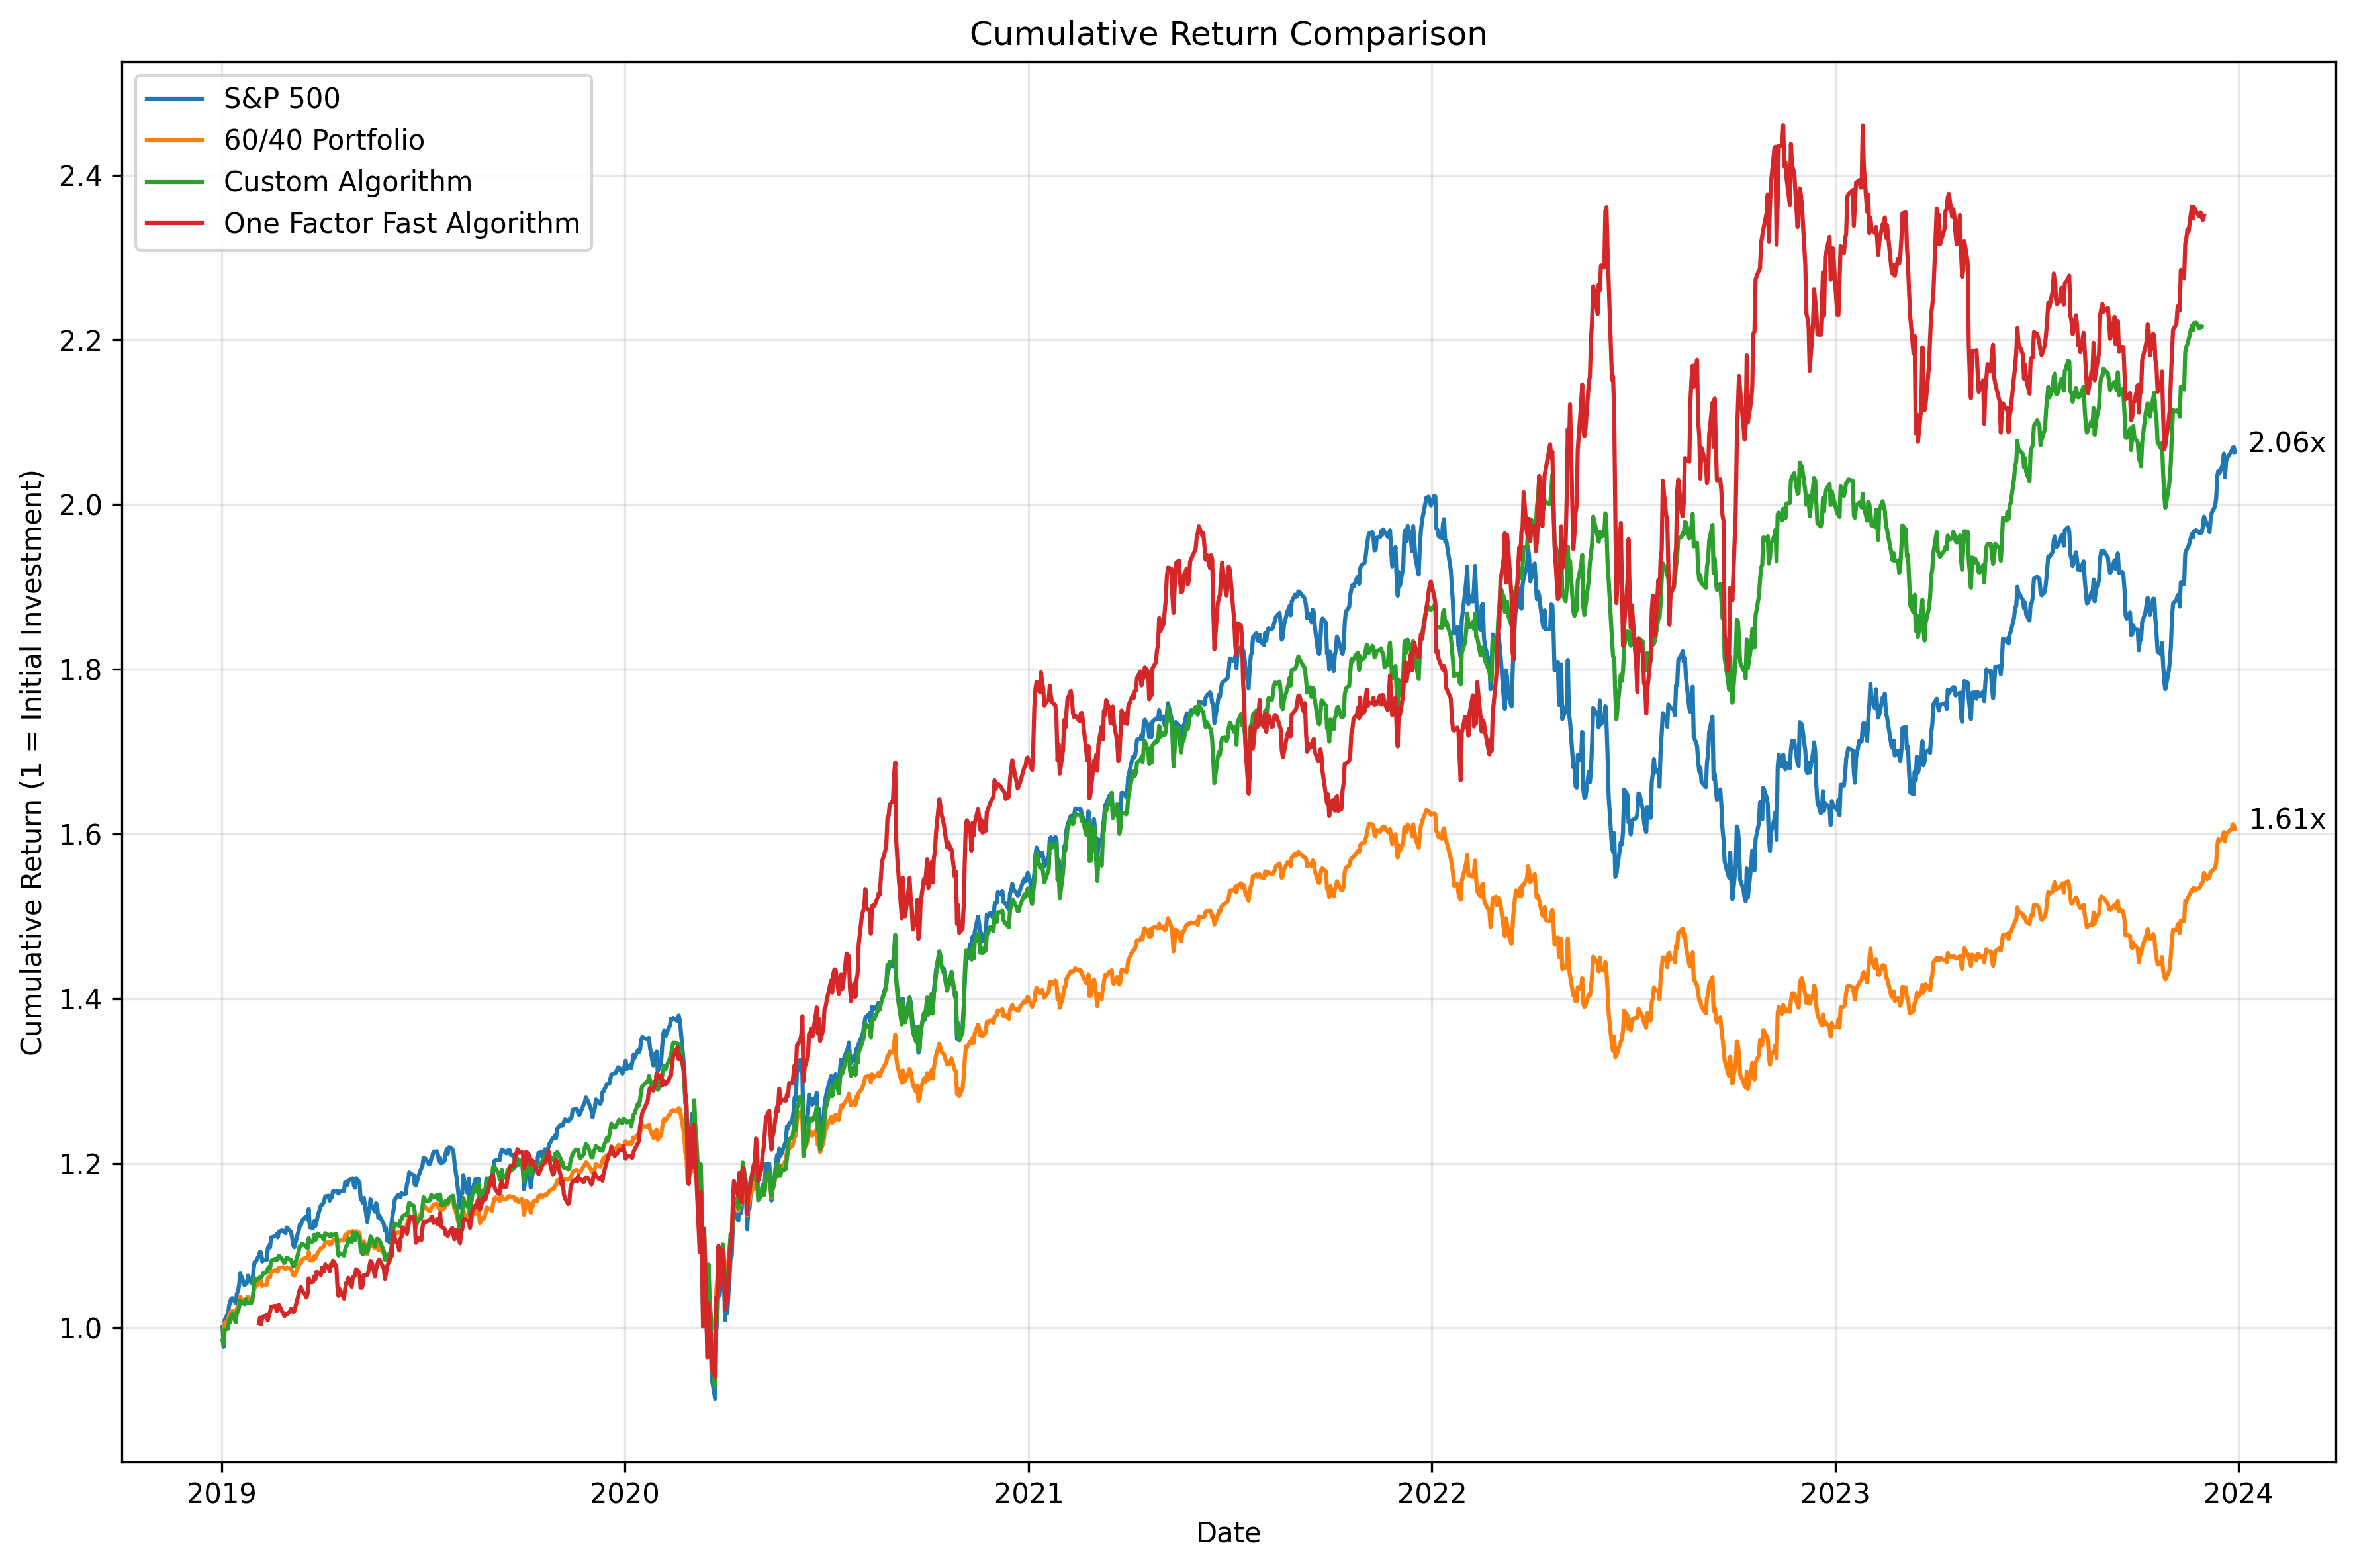 Cumulative Return Comparison
S&P 500
60/40 Portfolio
Custom Algorithm
One Factor Fast Algorithm
Cumulative Return (1 = Initial Investment)
2.4
2.2
2.0
1.8
1.6
1.4
1.2
1.0
2.06x
1.61x
2019
2020
2021
2022
2023
2024
Date